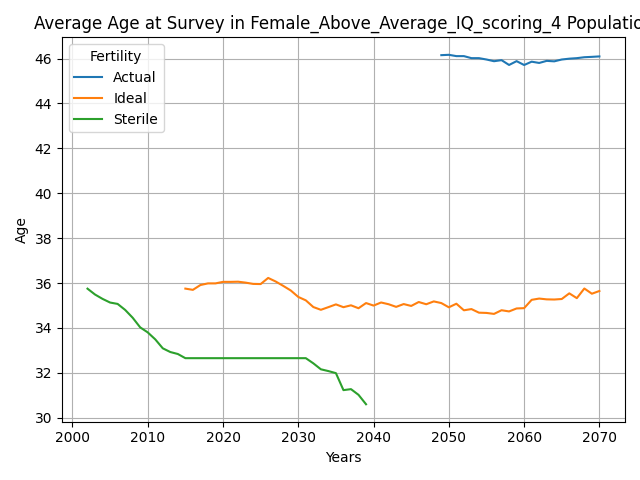 Average Age at Survey in Female_Above_Average_IQ_scoring_4 Populatio
Fertility
Actual
Ideal
Sterile
46
44
42
40
38
36
34
32
30
Age
2000
2010
2020
2030
2040
2050
2060
2070
Years